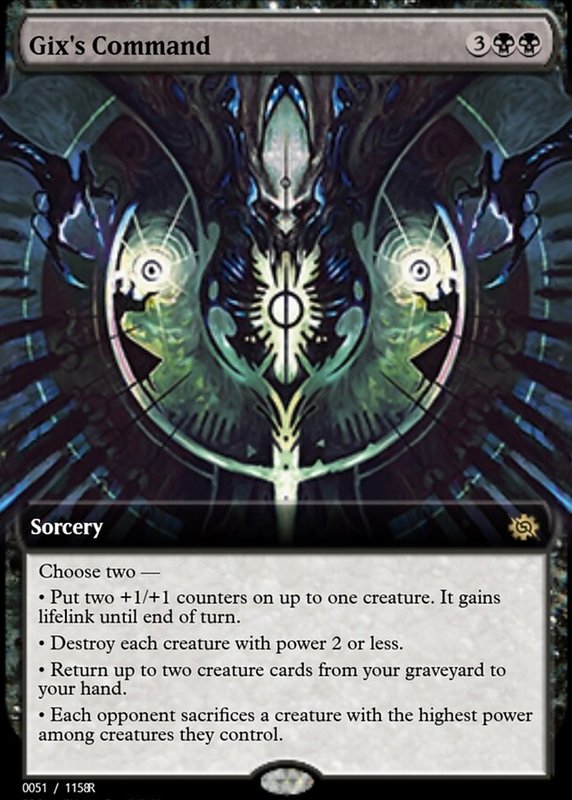 Gix's Command
3
Sorcery
Choose two —
• Put two +1/+1 counters on up to one creature. It gains
lifelink until end of turn.
• Destroy each creature with power 2 or less.
• Return up to two creature cards from your graveyard to
your hand.
• Each opponent sacrifices a creature with the highest power
among creatures they control.
0051 / 1158R